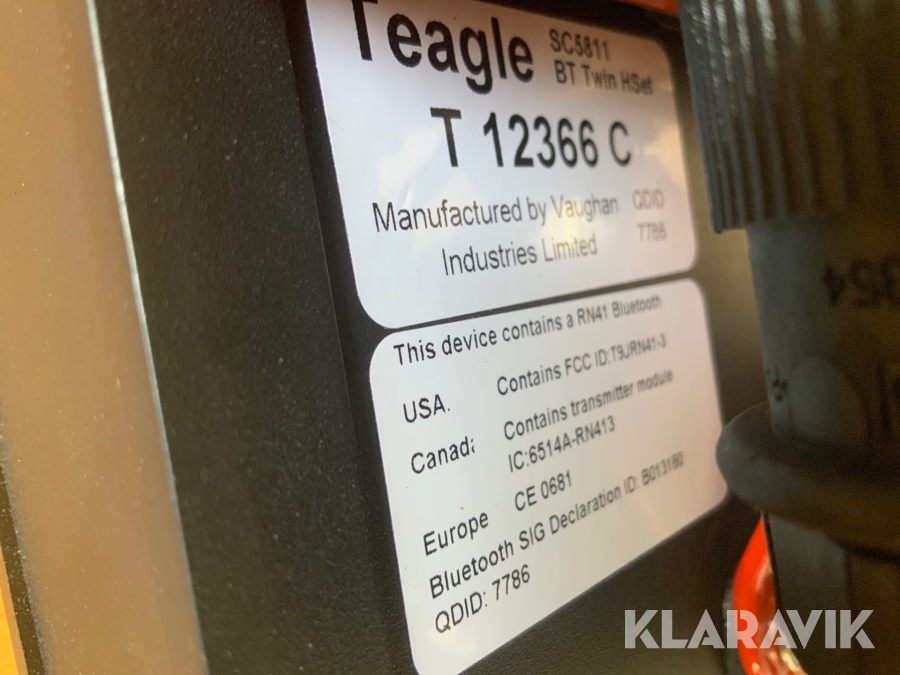 Teagle SC5811
BT Twin HSet
T 12366 C
Manufactured by Vaughan QDID
Industries Limited 7786
This device contains a RN41 Bluetooth
USA. Contains FCC ID:T9JRN41-3
Canada Contains transmitter module
IC:6514A-RN413
Europe CE 0681
Bluetooth SIG Declaration ID: B013180
QDID: 7786
354
KLARAVIK